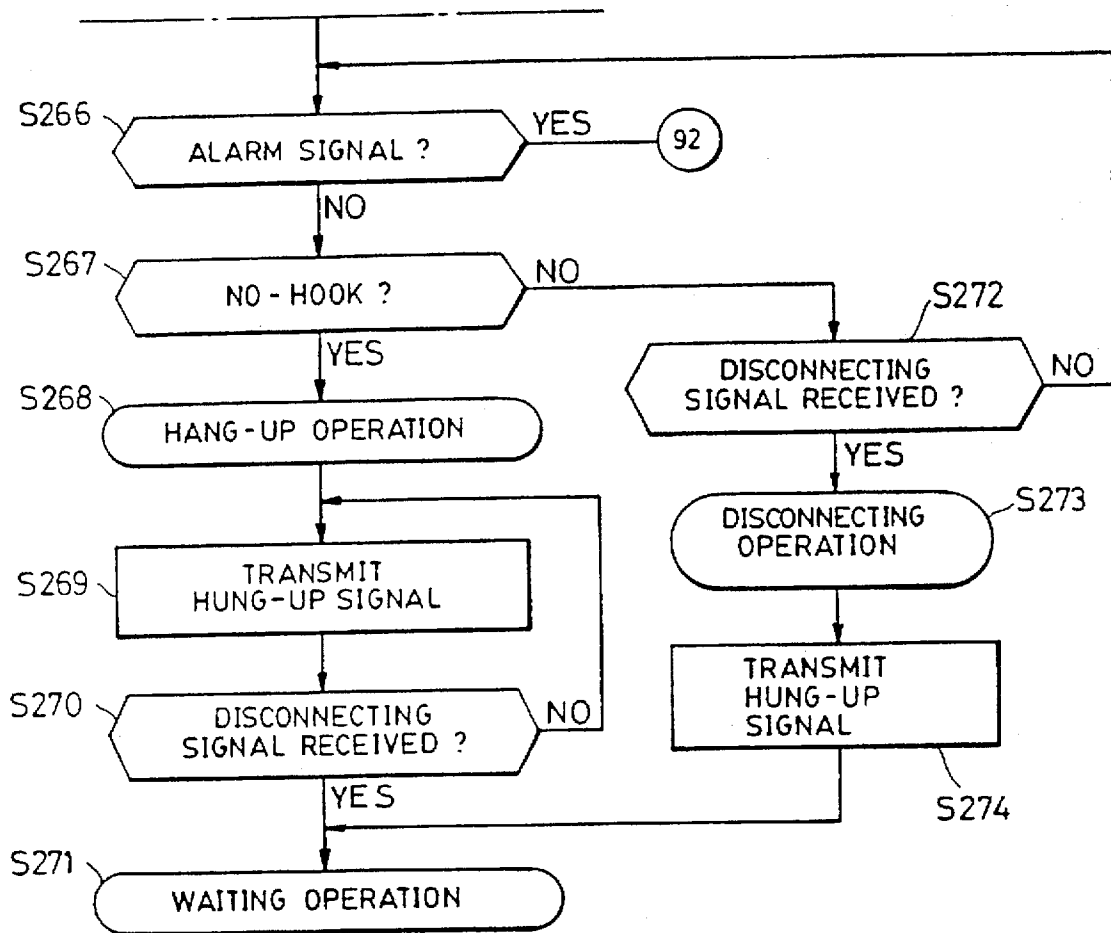 S266
ALARM SIGNAL ?
YES
92
NO
S267
NO-HOOK ?
NO
S272
YES
DISCONNECTING
SIGNAL RECEIVED ?
NO
S268
HANG-UP OPERATION
YES
S273
DISCONNECTING
OPERATION
S269
TRANSMIT
HUNG-UP SIGNAL
TRANSMIT
HUNG-UP
SIGNAL
S270
DISCONNECTING
SIGNAL RECEIVED ?
NO
YES
S274
S271
WAITING OPERATION